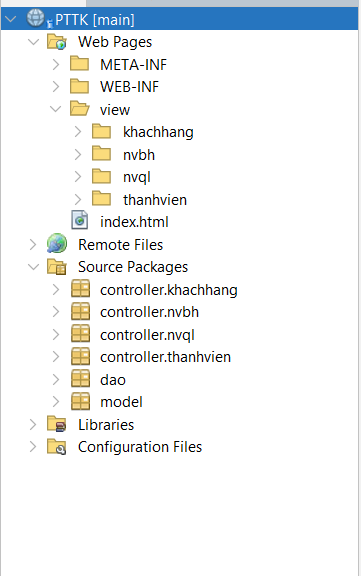 PTTK [main]
Web Pages
META-INF
WEB-INF
view
khachhang
nvbh
nvql
thanhvien
index.html
Remote Files
Source Packages
controller.khachhang
controller.nvbh
controller.nvql
controller.thanhvien
dao
model
Libraries
Configuration Files